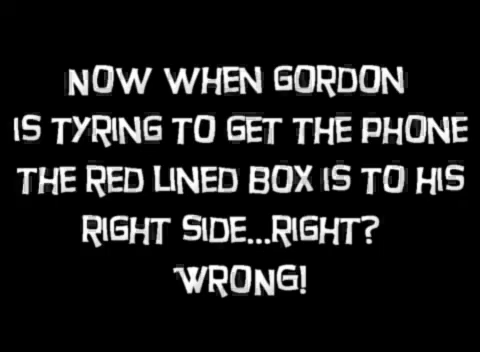 NOW WHEN GORDON
IS TYRING TO GET THE PHONE
THE RED LINED BOX IS TO HIS
RIGHT SIDE...RIGHT?
WRONG!